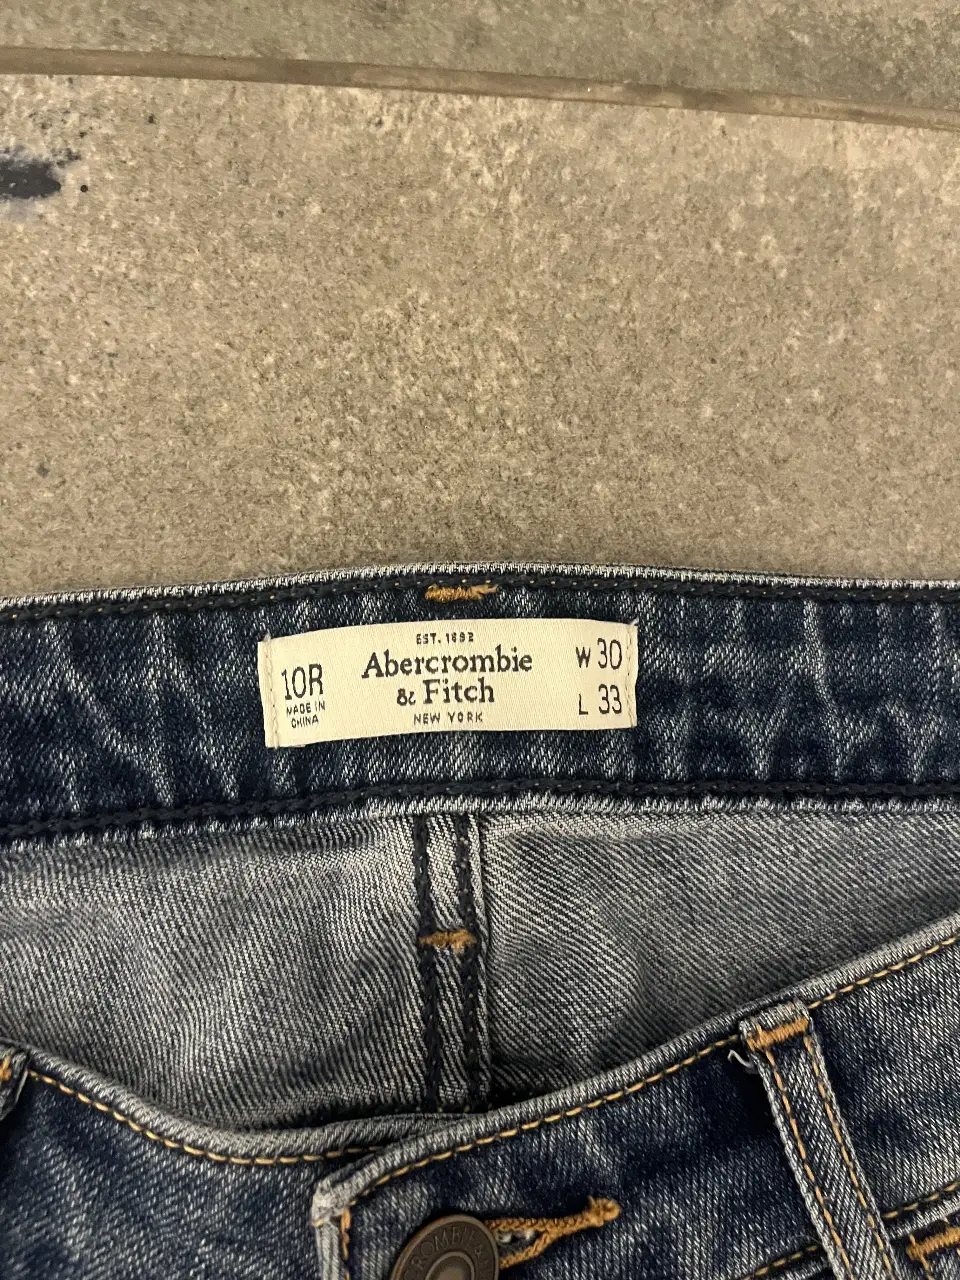 EST. 1892
10R
MADE IN
CHINA
Abercrombie
& Fitch
NEW YORK
W 30
L 33